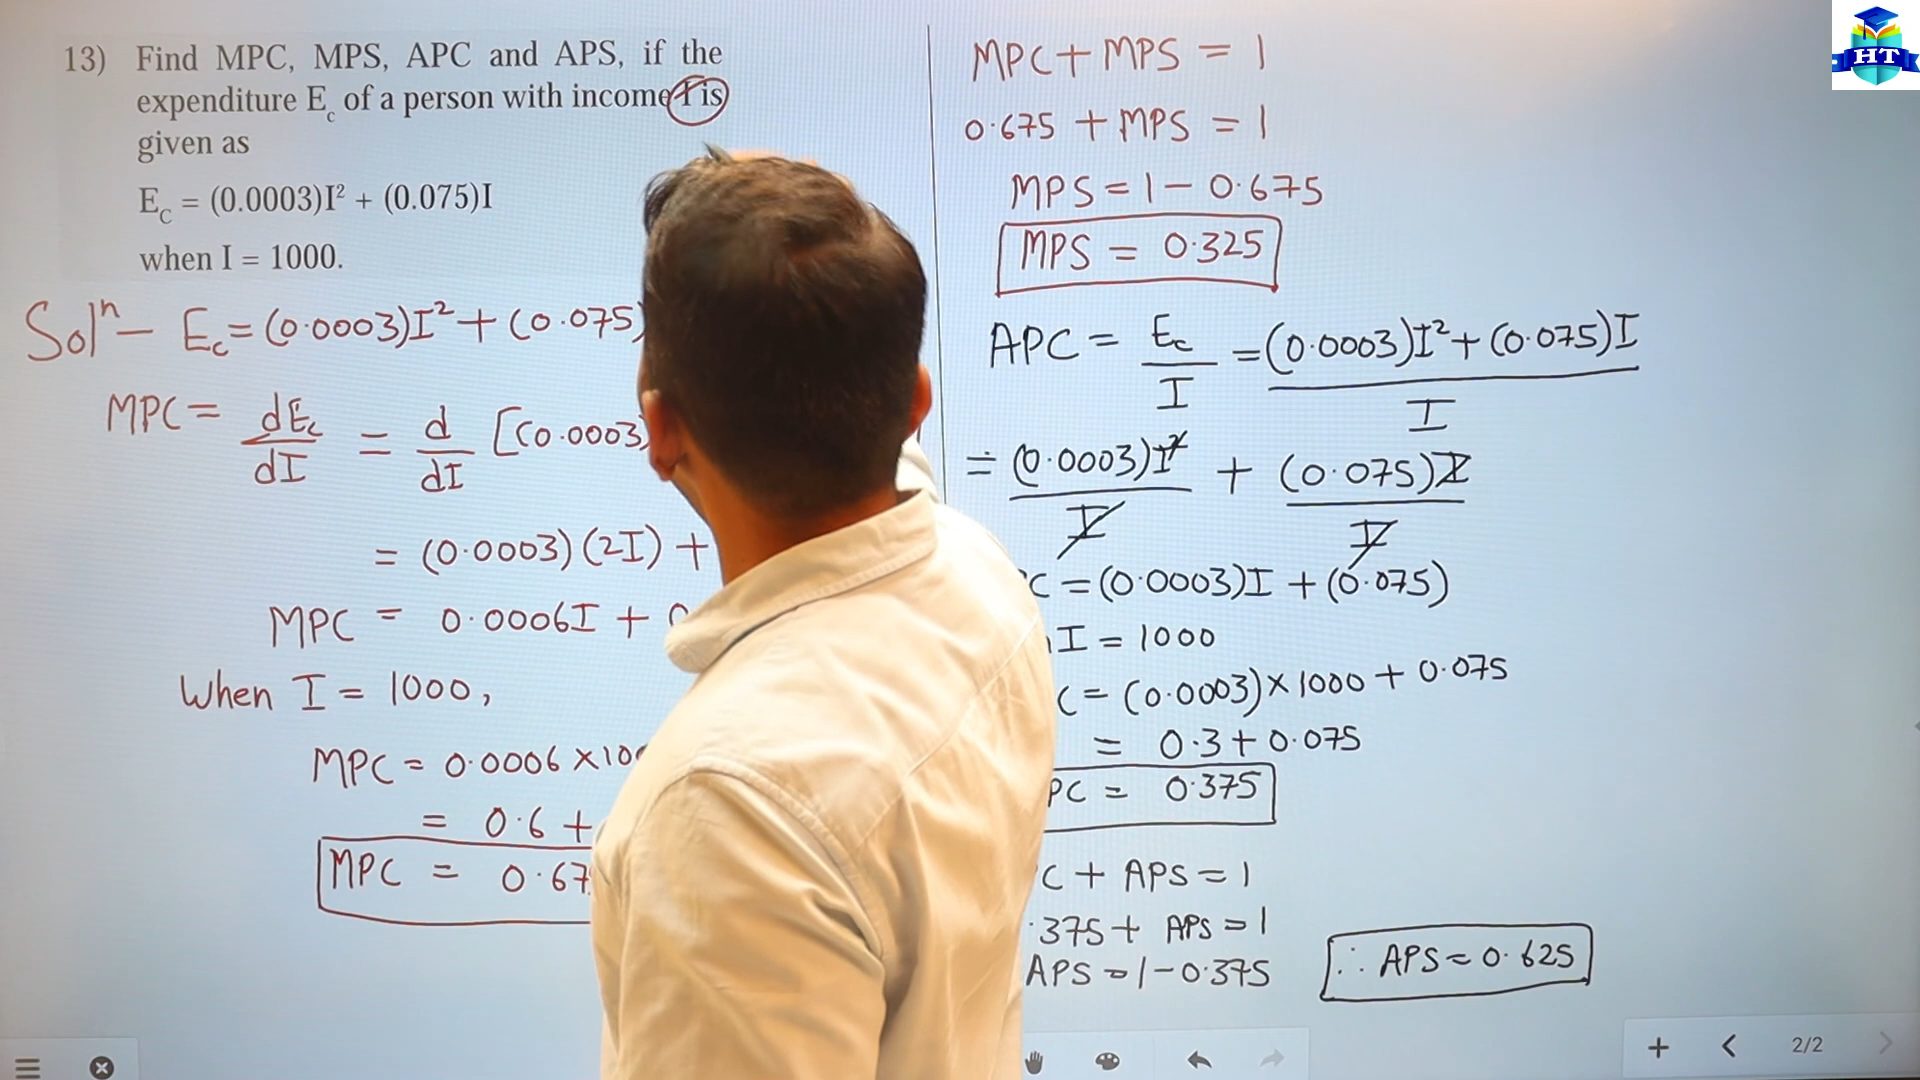 13) Find MPC, MPS, APC and APS, if the
expenditure E_c of a person with income I is
given as
E_C = (0.0003)I² + (0.075)I
when I = 1000.
Solⁿ – E_c = (0.0003)I² + (0.075)
MPC = dE_c/dI = d/dI [(0.0003)
= (0.0003)(2I) +
MPC = 0.0006I + 0
When I = 1000,
MPC = 0.0006 × 100
= 0.6 +
MPC = 0.67
MPC + MPS = 1
0.675 + MPS = 1
MPS = 1 – 0.675
MPS = 0.325
APC = E_c/I = (0.0003)I² + (0.075)I / I
= (0.0003)I²/I + (0.075)I/I
C = (0.0003)I + (0.075)
I = 1000
C = (0.0003) × 1000 + 0.075
= 0.3 + 0.075
PC = 0.375
C + APS = 1
.375 + APS = 1
APS = 1 – 0.375
∴ APS = 0.625
HT
2/2